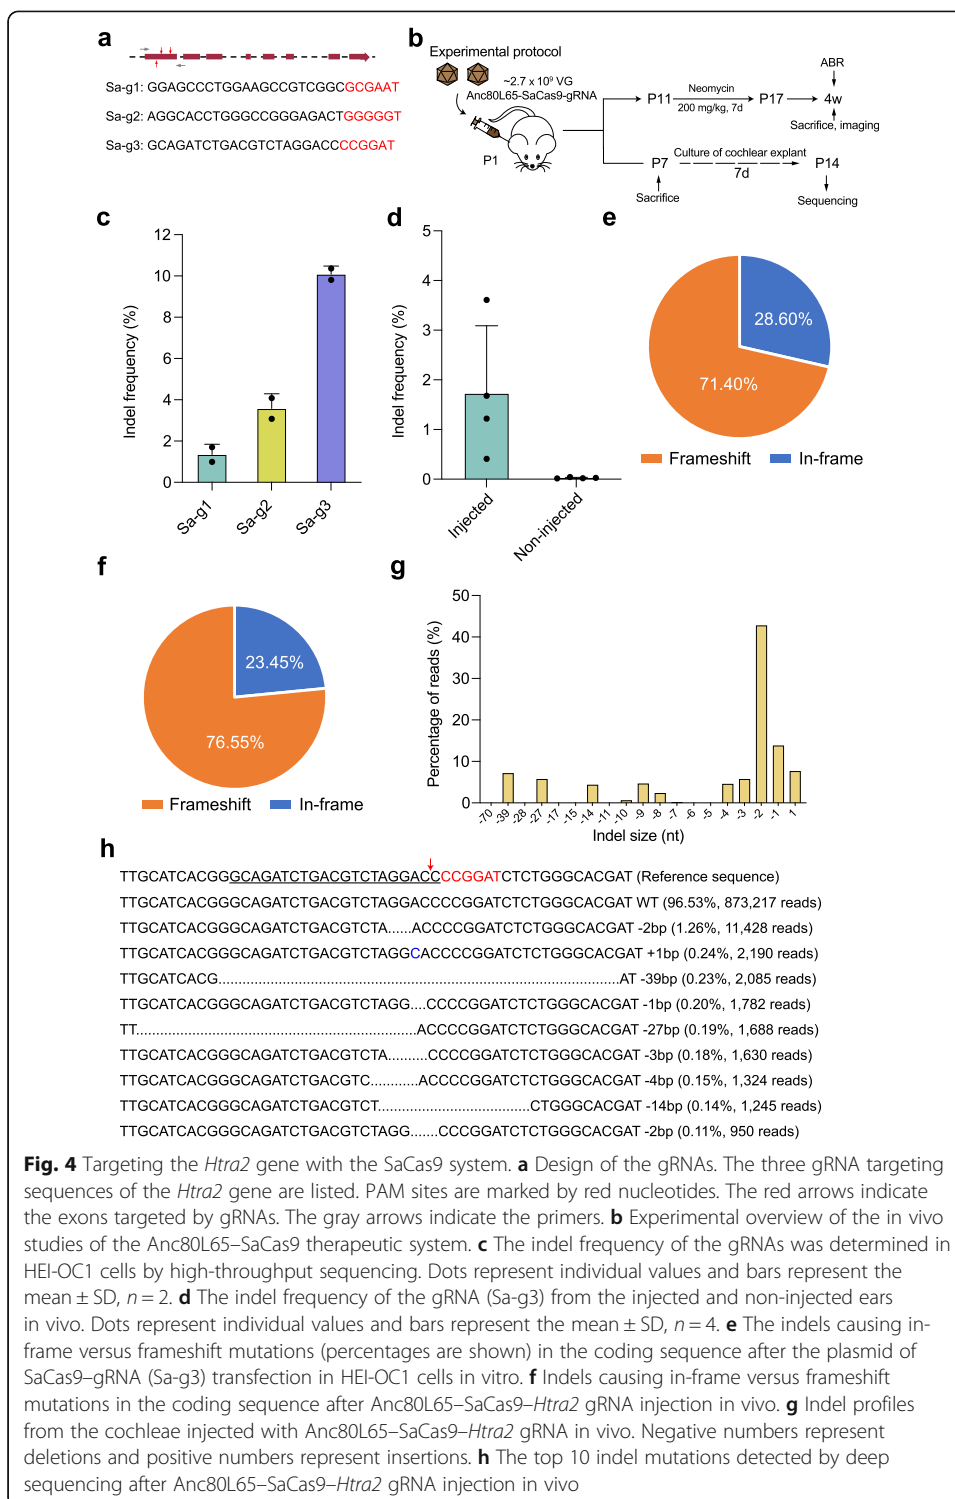 a
Sa-g1: GGAGCCCTGGAAGCCGTCGGCGCGAAT
Sa-g2: AGGCACCTGGGCCGGGAGACTGGGGGT
Sa-g3: GCAGATCTGACGTCTAGGACCCCGGAT
b
Experimental protocol
~2.7 x 10⁹ VG
Anc80L65-SaCas9-gRNA
P1
P11
Neomycin
200 mg/kg, 7d
P17
ABR
4w
Sacrifice, imaging
P7
Culture of cochlear explant
7d
P14
Sacrifice
Sequencing
c
Indel frequency (%)
12
10
8
6
4
2
0
Sa-g1
Sa-g2
Sa-g3
d
Indel frequency (%)
5
4
3
2
1
0
Injected
Non-injected
e
28.60%
71.40%
Frameshift
In-frame
f
23.45%
76.55%
Frameshift
In-frame
g
Percentage of reads (%)
50
40
30
20
10
0
-70 -39 -28 -27 -17 -15 -14 -11 -10 -9 -8 -7 -6 -5 -4 -3 -2 -1 1
Indel size (nt)
h
TTGCATCACGGGCAGATCTGACGTCTAGGACCCCGGATCTCTGGGCACGAT (Reference sequence)
TTGCATCACGGGCAGATCTGACGTCTAGGACCCCGGATCTCTGGGCACGAT WT (96.53%, 873,217 reads)
TTGCATCACGGGCAGATCTGACGTCTA......ACCCCGGATCTCTGGGCACGAT -2bp (1.26%, 11,428 reads)
TTGCATCACGGGCAGATCTGACGTCTAGGCACCCCGGATCTCTGGGCACGAT +1bp (0.24%, 2,190 reads)
TTGCATCACG....................................................................................................AT -39bp (0.23%, 2,085 reads)
TTGCATCACGGGCAGATCTGACGTCTAGG....CCCCGGATCTCTGGGCACGAT -1bp (0.20%, 1,782 reads)
TT......................................................................ACCCCGGATCTCTGGGCACGAT -27bp (0.19%, 1,688 reads)
TTGCATCACGGGCAGATCTGACGTCTA..........CCCCGGATCTCTGGGCACGAT -3bp (0.18%, 1,630 reads)
TTGCATCACGGGCAGATCTGACGTC............ACCCCGGATCTCTGGGCACGAT -4bp (0.15%, 1,324 reads)
TTGCATCACGGGCAGATCTGACGTCT......................................CTGGGCACGAT -14bp (0.14%, 1,245 reads)
TTGCATCACGGGCAGATCTGACGTCTAGG.......CCCGGATCTCTGGGCACGAT -2bp (0.11%, 950 reads)
Fig. 4 Targeting the Htra2 gene with the SaCas9 system. a Design of the gRNAs. The three gRNA targeting
sequences of the Htra2 gene are listed. PAM sites are marked by red nucleotides. The red arrows indicate
the exons targeted by gRNAs. The gray arrows indicate the primers. b Experimental overview of the in vivo
studies of the Anc80L65–SaCas9 therapeutic system. c The indel frequency of the gRNAs was determined in
HEI-OC1 cells by high-throughput sequencing. Dots represent individual values and bars represent the
mean ± SD, n = 2. d The indel frequency of the gRNA (Sa-g3) from the injected and non-injected ears
in vivo. Dots represent individual values and bars represent the mean ± SD, n = 4. e The indels causing in-
frame versus frameshift mutations (percentages are shown) in the coding sequence after the plasmid of
SaCas9–gRNA (Sa-g3) transfection in HEI-OC1 cells in vitro. f Indels causing in-frame versus frameshift
mutations in the coding sequence after Anc80L65–SaCas9–Htra2 gRNA injection in vivo. g Indel profiles
from the cochleae injected with Anc80L65–SaCas9–Htra2 gRNA in vivo. Negative numbers represent
deletions and positive numbers represent insertions. h The top 10 indel mutations detected by deep
sequencing after Anc80L65–SaCas9–Htra2 gRNA injection in vivo